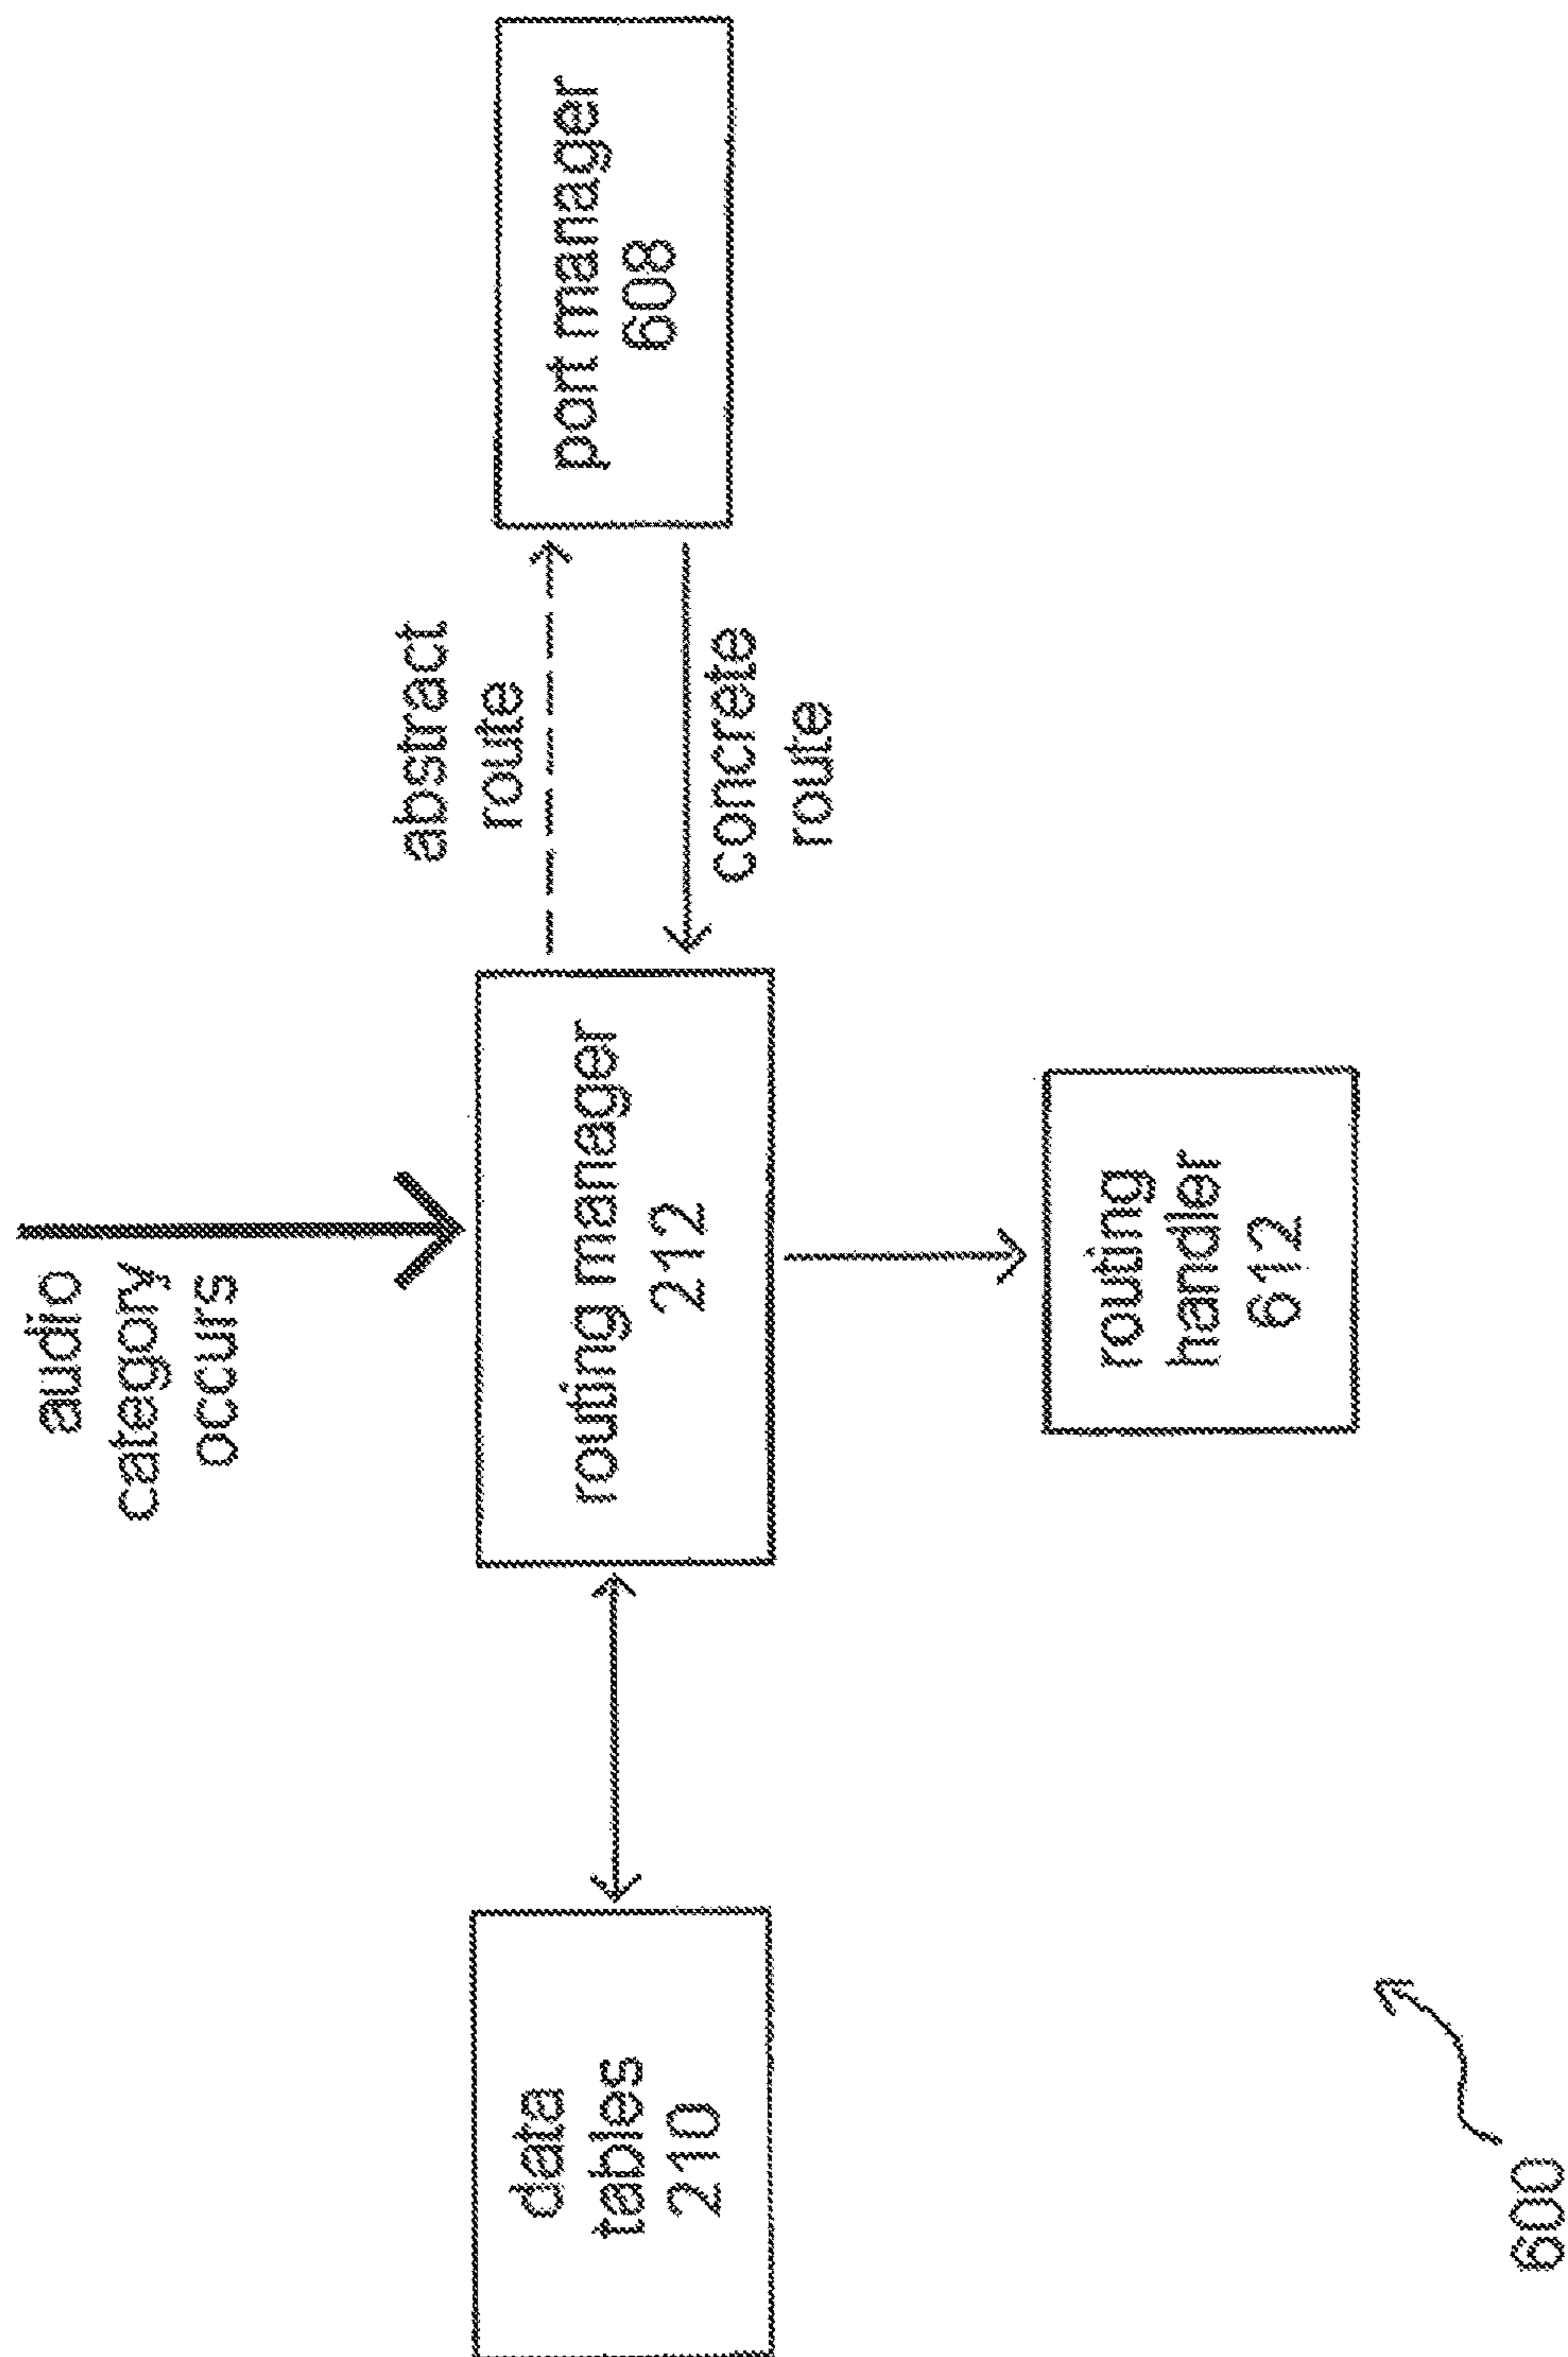 audio
category
occurs
data
tables
210
routing manager
212
abstract
route
concrete
route
port manager
608
routing
handler
612
600